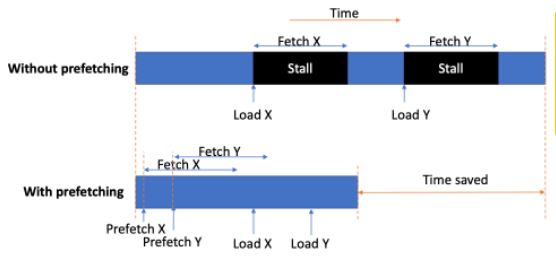 Time
Fetch X Fetch Y
Without prefetching Stall Stall
Load X Load Y
Fetch Y
Fetch X
With prefetching Time saved
Prefetch X
Prefetch Y Load X Load Y